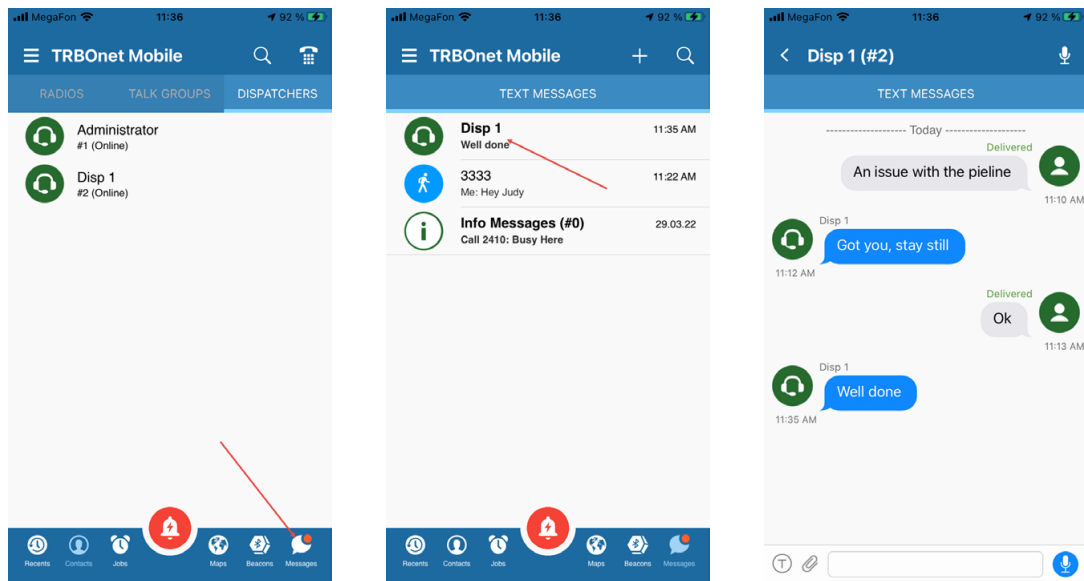 MegaFon 11:36 92 %
TRBOnet Mobile
RADIOS TALK GROUPS DISPATCHERS
Administrator
#1 (Online)
Disp 1
#2 (Online)
Recents Contacts Jobs Maps Beacons Messages
MegaFon 11:36 92 %
TRBOnet Mobile
TEXT MESSAGES
Disp 1 11:35 AM
Well done
3333 11:22 AM
Me: Hey Judy
Info Messages (#0) 29.03.22
Call 2410: Busy Here
Recents Contacts Jobs Maps Beacons Messages
MegaFon 11:36 92 %
Disp 1 (#2)
TEXT MESSAGES
Today
Delivered
An issue with the pieline
11:10 AM
Disp 1
Got you, stay still
11:12 AM
Delivered
Ok
11:13 AM
Disp 1
Well done
11:35 AM
T